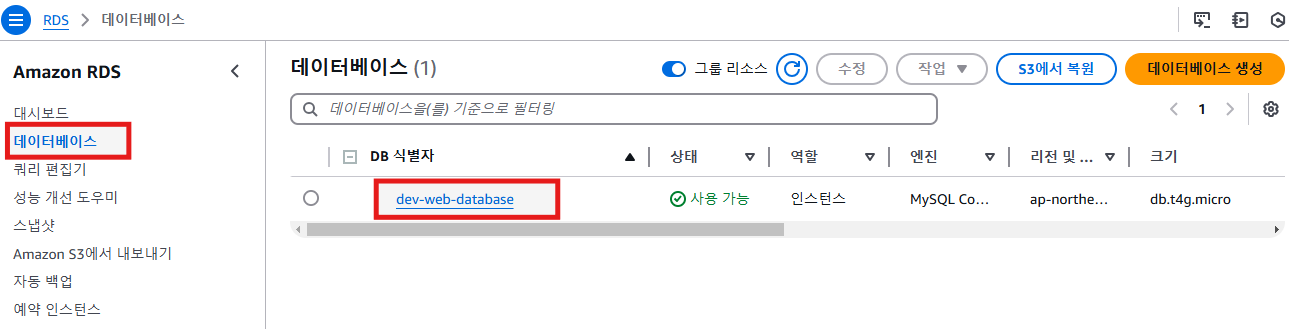 RDS > 데이터베이스
Amazon RDS
대시보드
데이터베이스
쿼리 편집기
성능 개선 도우미
스냅샷
Amazon S3에서 내보내기
자동 백업
예약 인스턴스
데이터베이스 (1)
그룹 리소스
수정
작업
S3에서 복원
데이터베이스 생성
데이터베이스을(를) 기준으로 필터링
1
DB 식별자 상태 역할 엔진 리전 및 ... 크기
dev-web-database 사용 가능 인스턴스 MySQL Co... ap-northe... db.t4g.micro